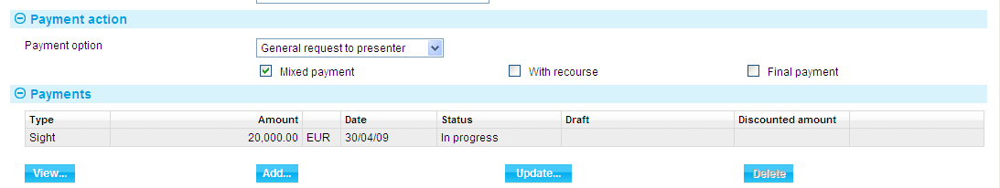 Payment action
Payment option General request to presenter
Mixed payment With recourse Final payment
Payments
Type Amount Date Status Draft Discounted amount
Sight 20,000.00 EUR 30/04/09 In progress
View... Add... Update... Delete